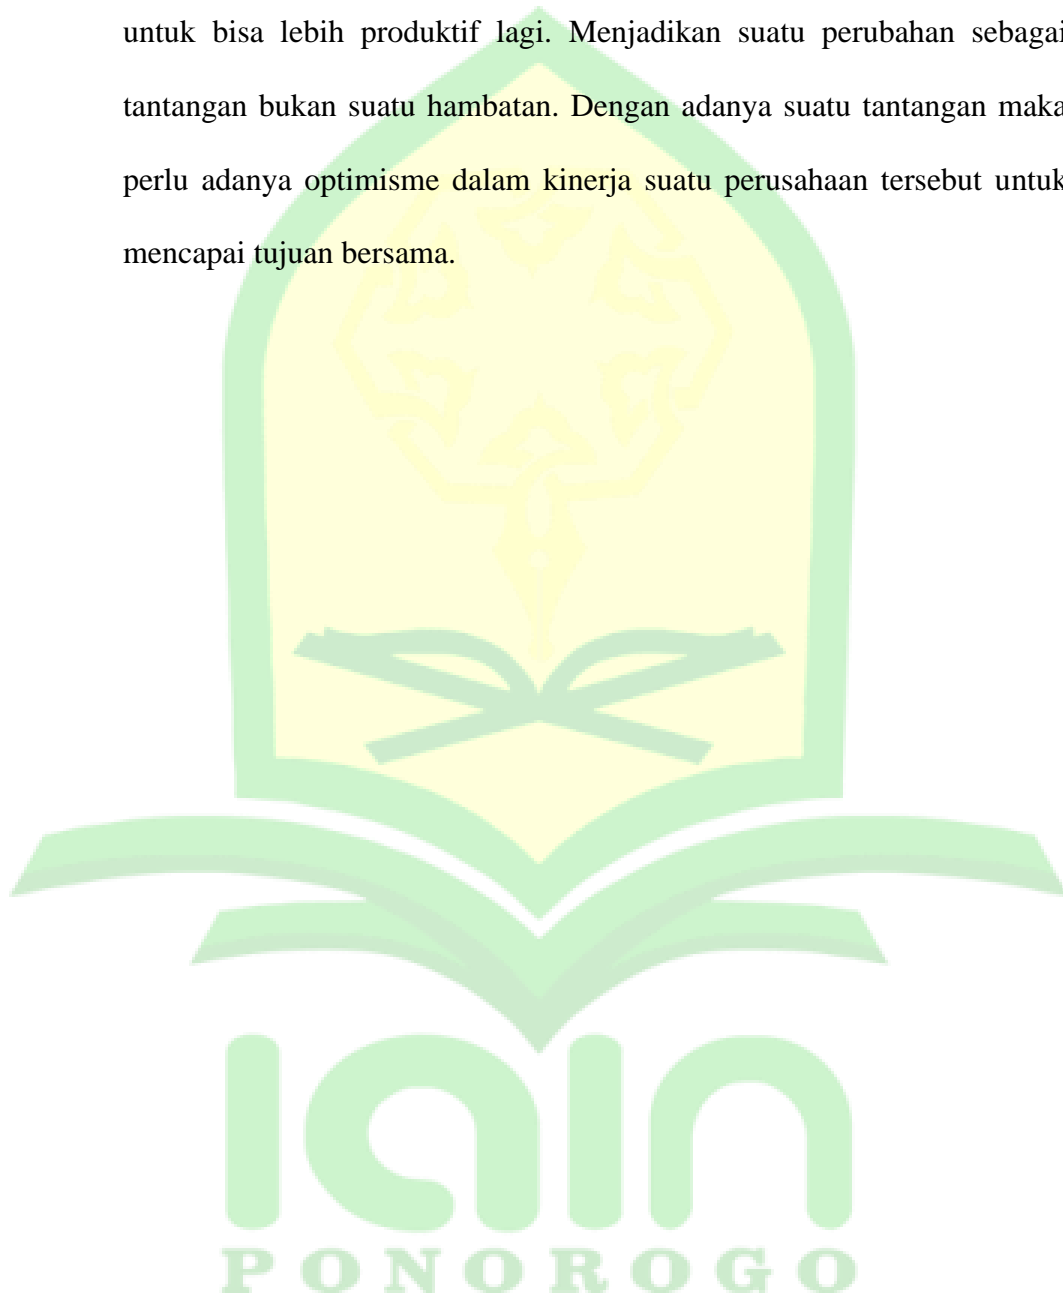 untuk bisa lebih produktif lagi. Menjadikan suatu perubahan sebagai
tantangan bukan suatu hambatan. Dengan adanya suatu tantangan maka
perlu adanya optimisme dalam kinerja suatu perusahaan tersebut untuk
mencapai tujuan bersama.
iain
PONOROGO